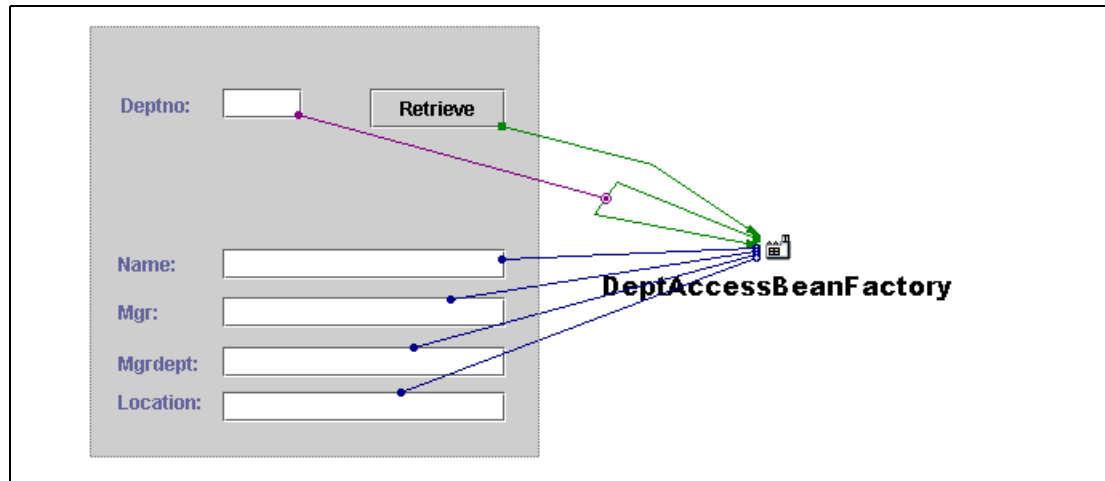 Deptno:
Retrieve
Name:
DeptAccessBeanFactory
Mgr:
Mgrdept:
Location: